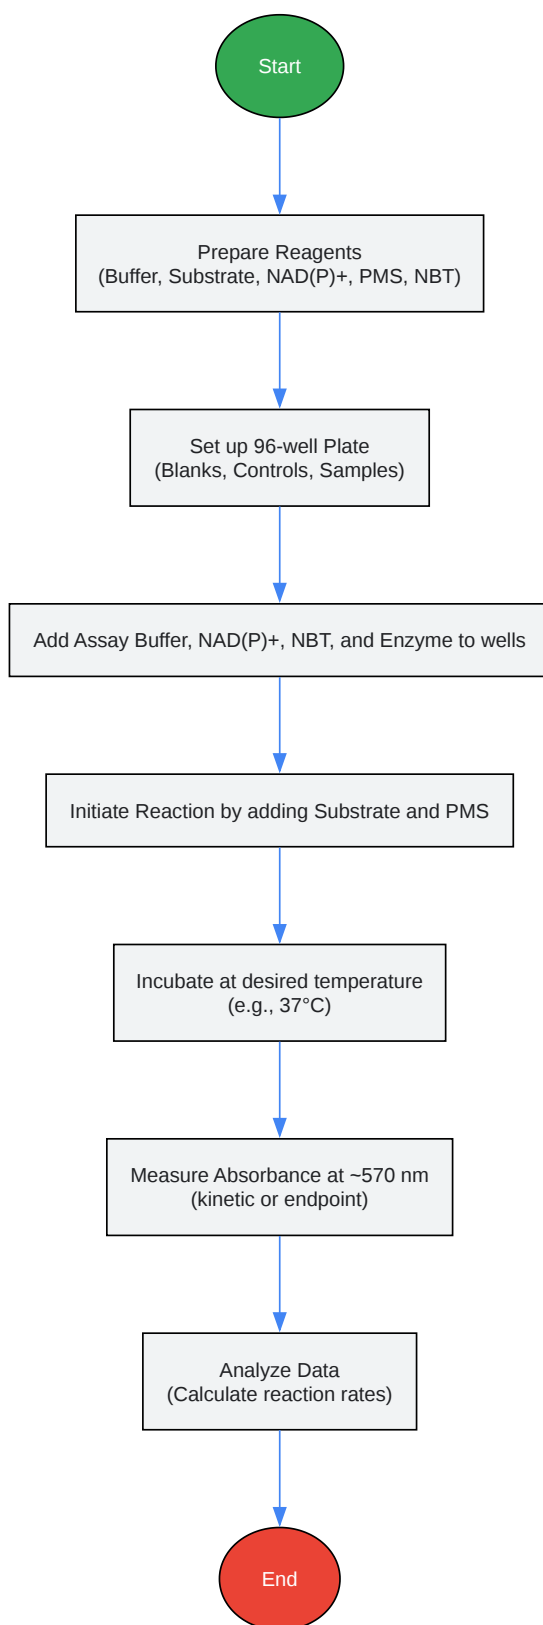 Start
Prepare Reagents
(Buffer, Substrate, NAD(P)+, PMS, NBT)
Set up 96-well Plate
(Blanks, Controls, Samples)
Add Assay Buffer, NAD(P)+, NBT, and Enzyme to wells
Initiate Reaction by adding Substrate and PMS
Incubate at desired temperature
(e.g., 37°C)
Measure Absorbance at ~570 nm
(kinetic or endpoint)
Analyze Data
(Calculate reaction rates)
End